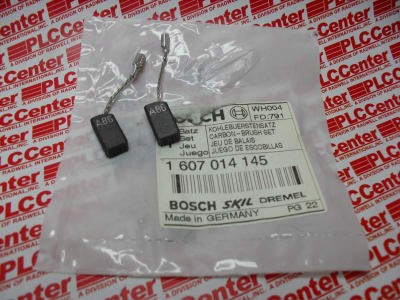 PLCCenter
A DIVISION OF RADWELL INTERNATIONAL, INC.
A86
A86
BOSCH
WH004
FD:791
Satz
KOHLEBUERSTENSATZ
Set
CARBON-BRUSH SET
Jeu
JEU DE BALAIS
Juego
JUEGO DE ESCOBILLAS
1 607 014 145
BOSCH SKIL DREMEL
Made in GERMANY
PG 22